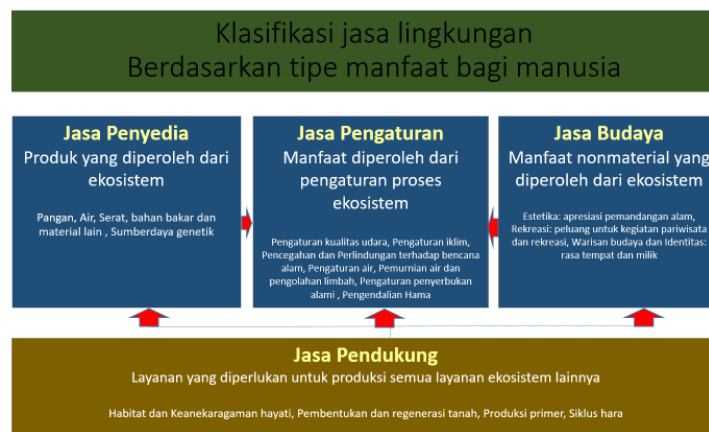 Klasifikasi jasa lingkungan
Berdasarkan tipe manfaat bagi manusia
Jasa Penyedia
Produk yang diperoleh dari
ekosistem
Pangan, Air, Serat, bahan bakar dan
material lain , Sumberdaya genetik
Jasa Pengaturan
Manfaat diperoleh dari
pengaturan proses
ekosistem
Pengaturan kualitas udara, Pengaturan iklim,
Pencegahan dan Perlindungan terhadap bencana
alam, Pengaturan air, Pemurnian air dan
pengolahan limbah, Pengaturan penyerbukan
alami , Pengendalian Hama
Jasa Budaya
Manfaat nonmaterial yang
diperoleh dari ekosistem
Estetika: apresiasi pemandangan alam,
Rekreasi: peluang untuk kegiatan pariwisata
dan rekreasi, Warisan budaya dan Identitas:
rasa tempat dan milik
Jasa Pendukung
Layanan yang diperlukan untuk produksi semua layanan ekosistem lainnya
Habitat dan Keanekaragaman hayati, Pembentukan dan regenerasi tanah, Produksi primer, Siklus hara